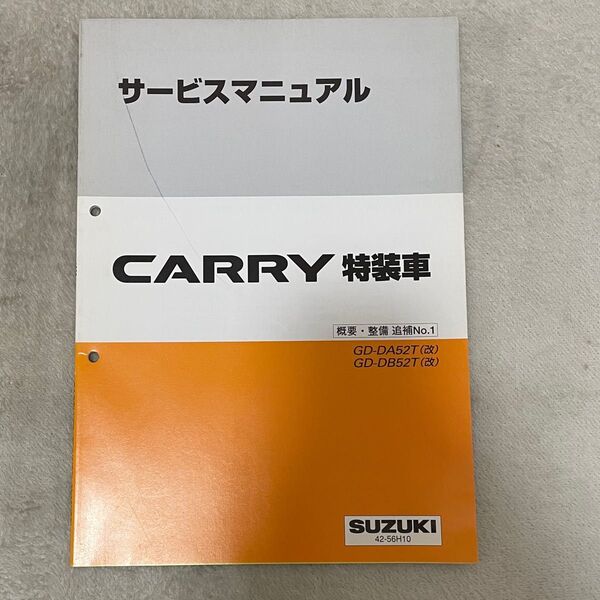 サービスマニュアル
CARRY 特装車
概要・整備 追補No.1
GD-DA52T(改)
GD-DB52T(改)
SUZUKI
42-56H10